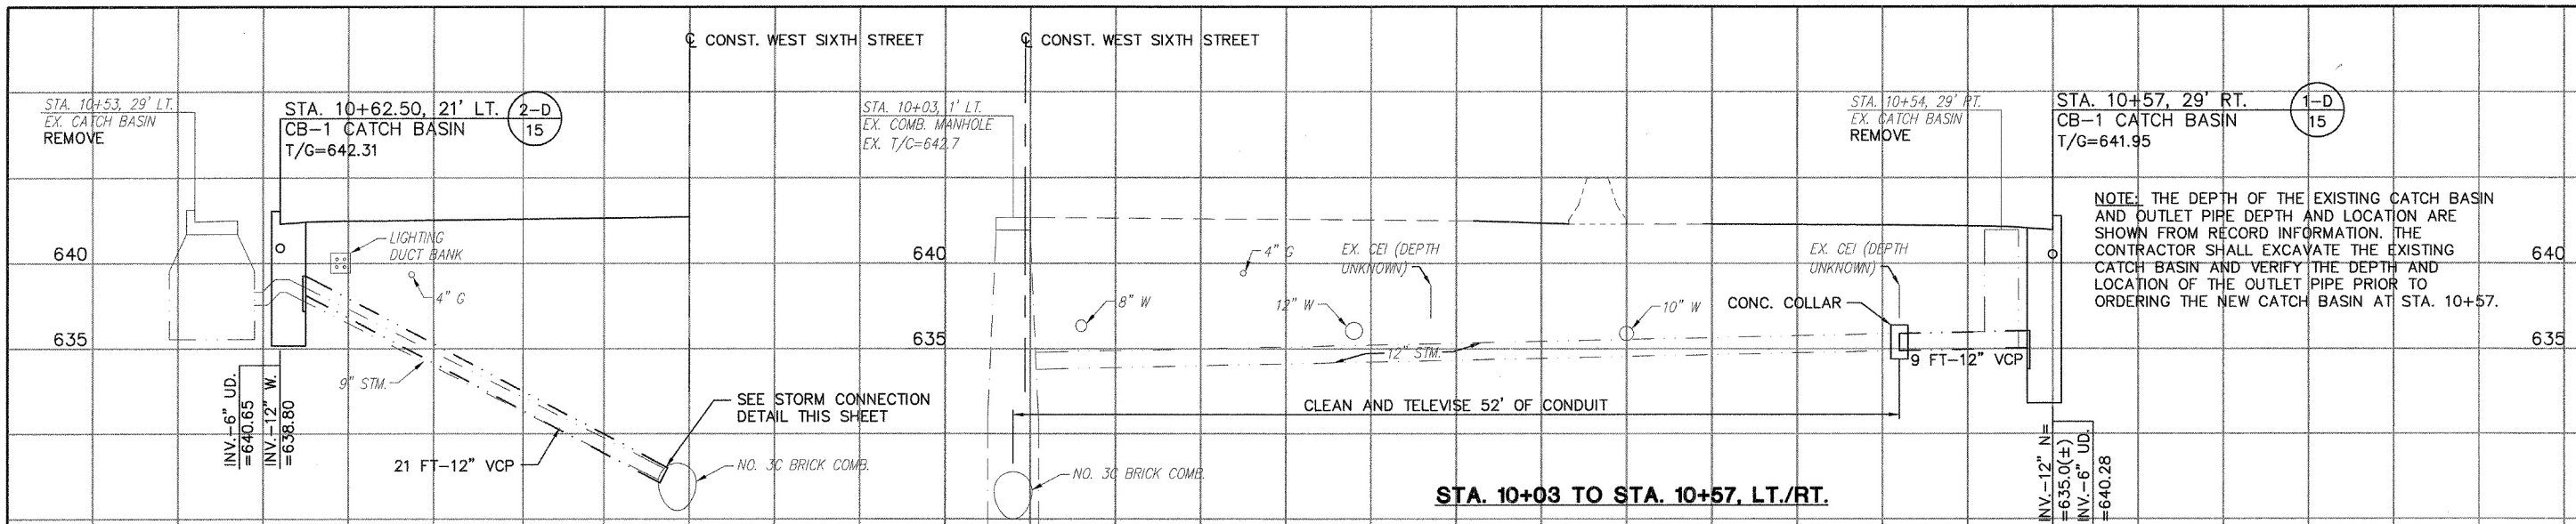 ℄ CONST. WEST SIXTH STREET
℄ CONST. WEST SIXTH STREET
STA. 10+53, 29' LT.
EX. CATCH BASIN
REMOVE
STA. 10+62.50, 21' LT.
CB-1 CATCH BASIN
T/G=642.31
2-D
15
STA. 10+03, 1' LT.
EX. COMB. MANHOLE
EX. T/C=642.7
STA. 10+54, 29' RT.
EX. CATCH BASIN
REMOVE
STA. 10+57, 29' RT.
CB-1 CATCH BASIN
T/G=641.95
1-D
15
NOTE: THE DEPTH OF THE EXISTING CATCH BASIN
AND OUTLET PIPE DEPTH AND LOCATION ARE
SHOWN FROM RECORD INFORMATION. THE
CONTRACTOR SHALL EXCAVATE THE EXISTING
CATCH BASIN AND VERIFY THE DEPTH AND
LOCATION OF THE OUTLET PIPE PRIOR TO
ORDERING THE NEW CATCH BASIN AT STA. 10+57.
640
LIGHTING
DUCT BANK
4" G
640
4" G
EX. CEI (DEPTH
UNKNOWN)
EX. CEI (DEPTH
UNKNOWN)
640
8" W
12" W
10" W
CONC. COLLAR
635
635
635
12" STM.
9 FT-12" VCP
9" STM.
INV.-6" UD.
=640.65
INV.-12" W.
=638.80
SEE STORM CONNECTION
DETAIL THIS SHEET
CLEAN AND TELEVISE 52' OF CONDUIT
21 FT-12" VCP
NO. 3C BRICK COMB.
NO. 3C BRICK COMB.
INV.-12" N=
=635.0(±)
INV.-6" UD.
=640.28
STA. 10+03 TO STA. 10+57, LT./RT.